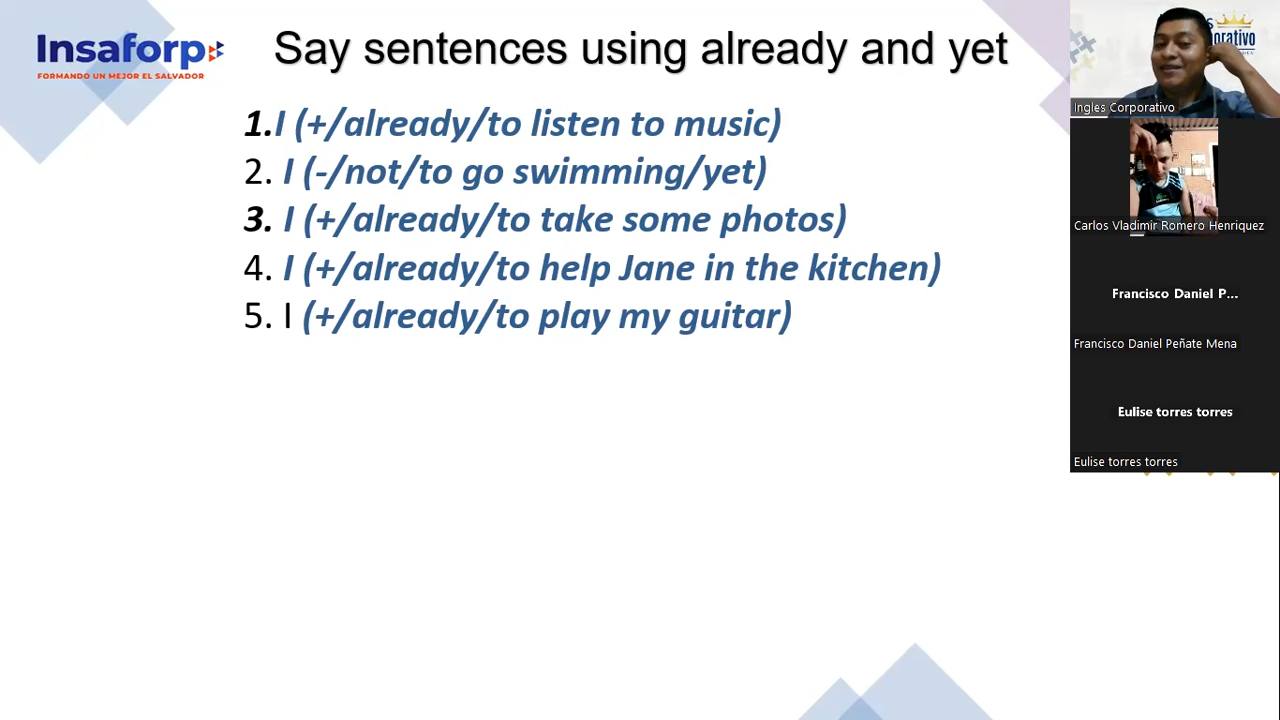 Insaforp
FORMANDO UN MEJOR EL SALVADOR
Say sentences using already and yet
1.I (+/already/to listen to music)
2. I (-/not/to go swimming/yet)
3. I (+/already/to take some photos)
4. I (+/already/to help Jane in the kitchen)
5. I (+/already/to play my guitar)
Ingles Corporativo
Carlos Vladimir Romero Henriquez
Francisco Daniel P...
Francisco Daniel Peñate Mena
Eulise torres torres
Eulise torres torres